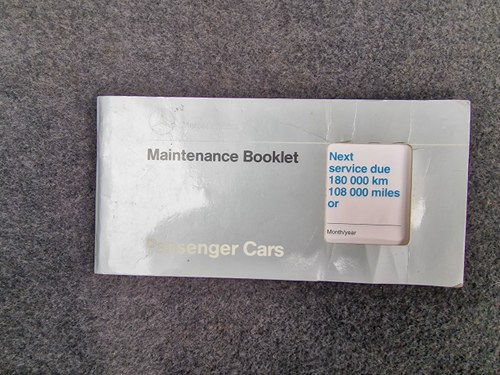 Maintenance Booklet
Passenger Cars
Next
service due
180 000 km
108 000 miles
or
Month/year